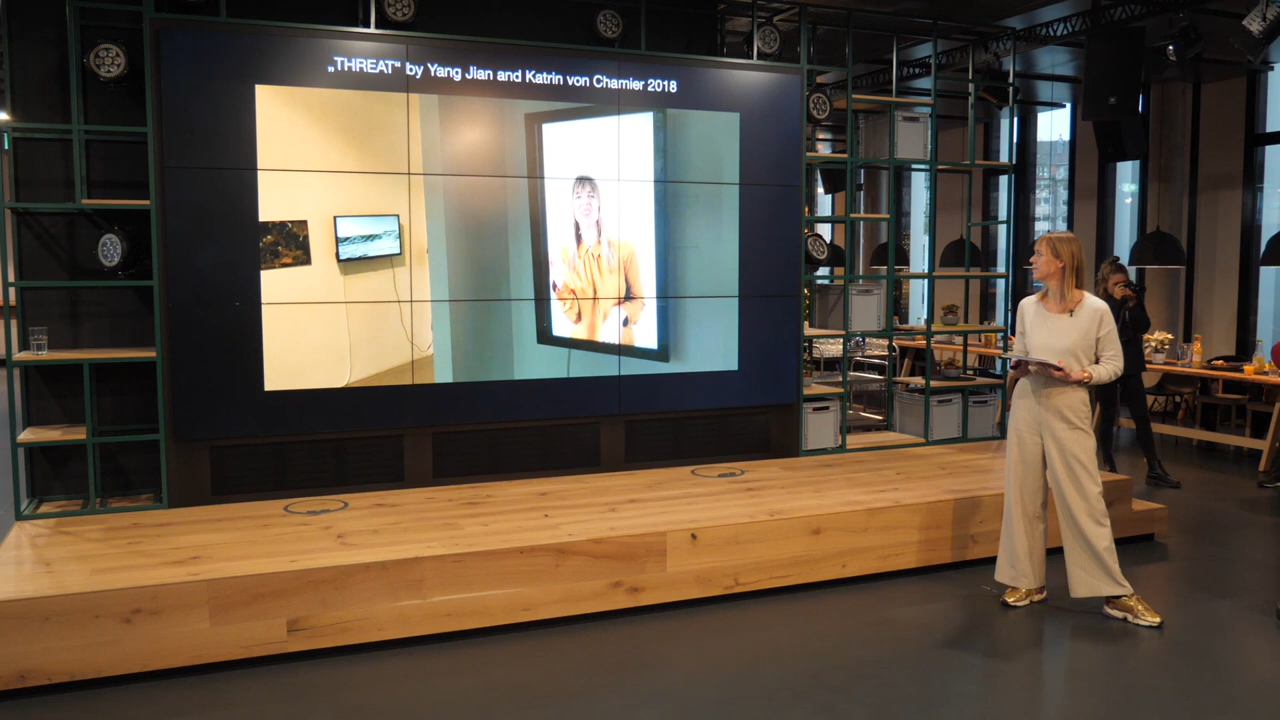 „THREAT“ by Yang Jian and Katrin von Chamier 2018